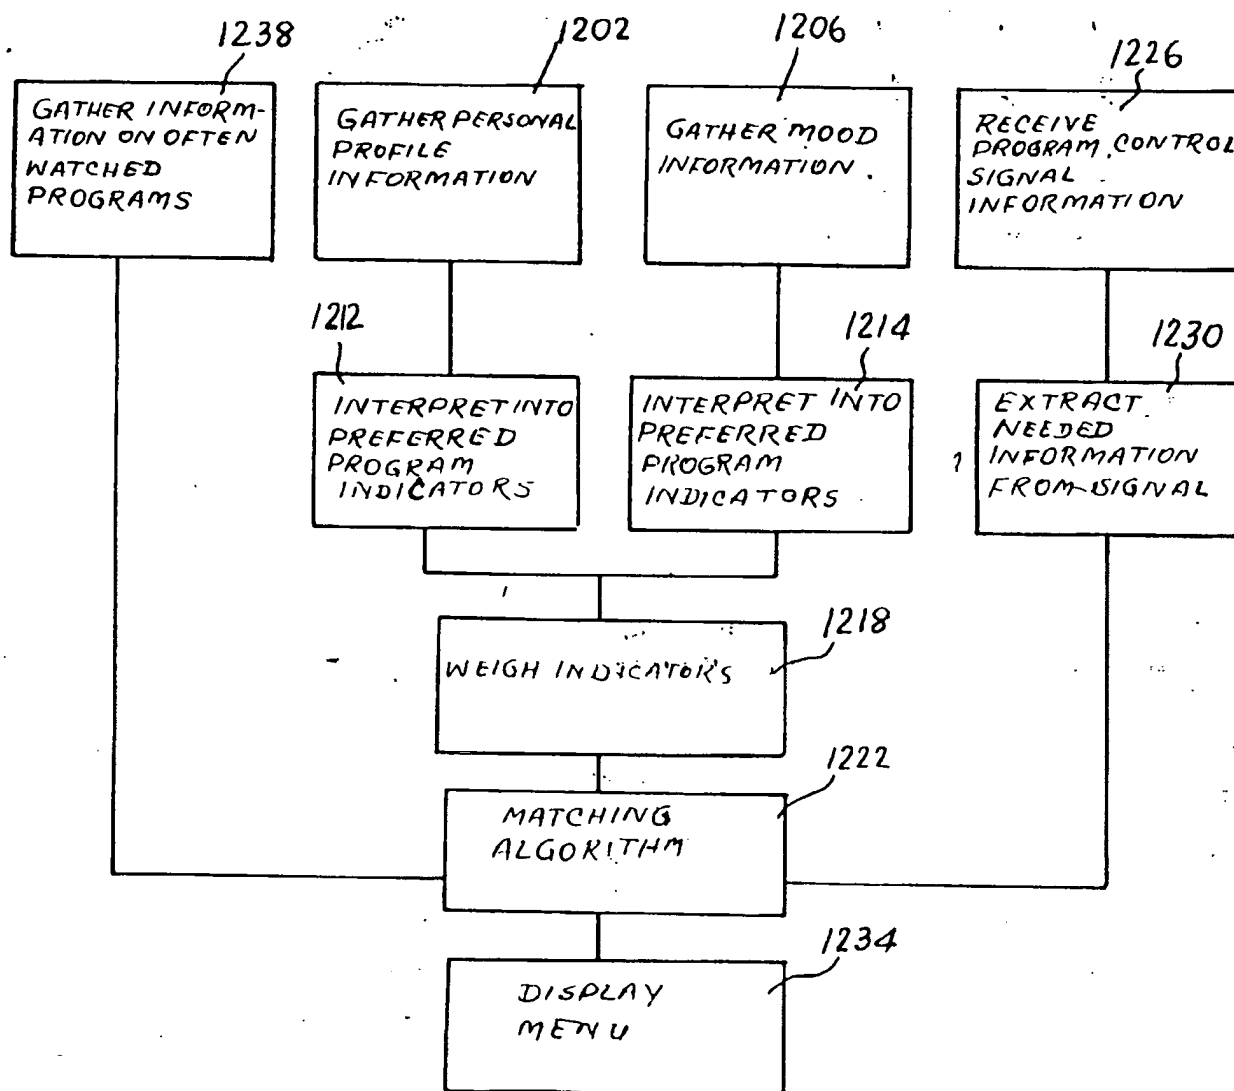 1238
1202
1206
1226
GATHER INFORM-
ATION ON OFTEN
WATCHED
PROGRAMS
GATHER PERSONAL
PROFILE
INFORMATION
GATHER MOOD
INFORMATION.
RECEIVE
PROGRAM CONTROL
SIGNAL
INFORMATION
1212
1214
1230
INTERPRET INTO
PREFERRED
PROGRAM
INDICATORS
INTERPRET INTO
PREFERRED
PROGRAM
INDICATORS
EXTRACT
NEEDED
INFORMATION
FROM SIGNAL
1218
WEIGH INDICATORS
1222
MATCHING
ALGORITHM
1234
DISPLAY
MENU